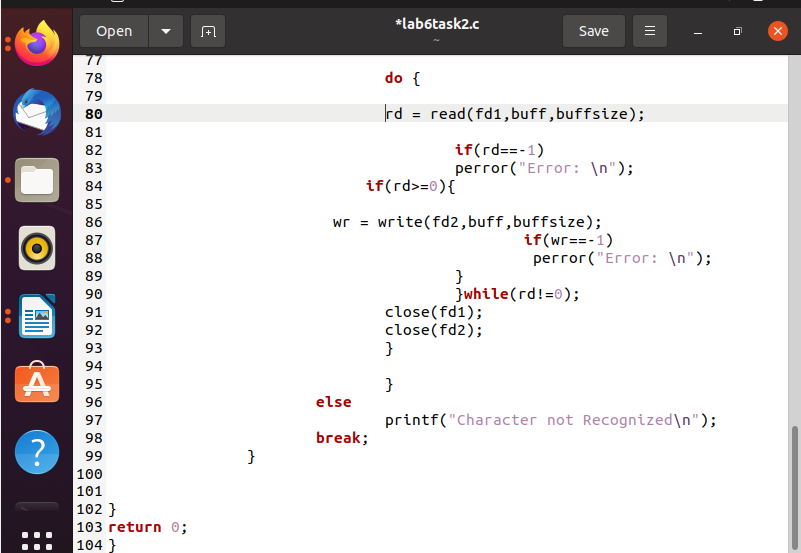 Open
*lab6task2.c
~
Save
77
78 do {
79
80 rd = read(fd1,buff,buffsize);
81
82 if(rd==-1)
83 perror("Error: \n");
84 if(rd>=0){
85
86 wr = write(fd2,buff,buffsize);
87 if(wr==-1)
88 perror("Error: \n");
89 }
90 }while(rd!=0);
91 close(fd1);
92 close(fd2);
93 }
94
95 }
96 else
97 printf("Character not Recognized\n");
98 break;
99 }
100
101
102 }
103 return 0;
104 }